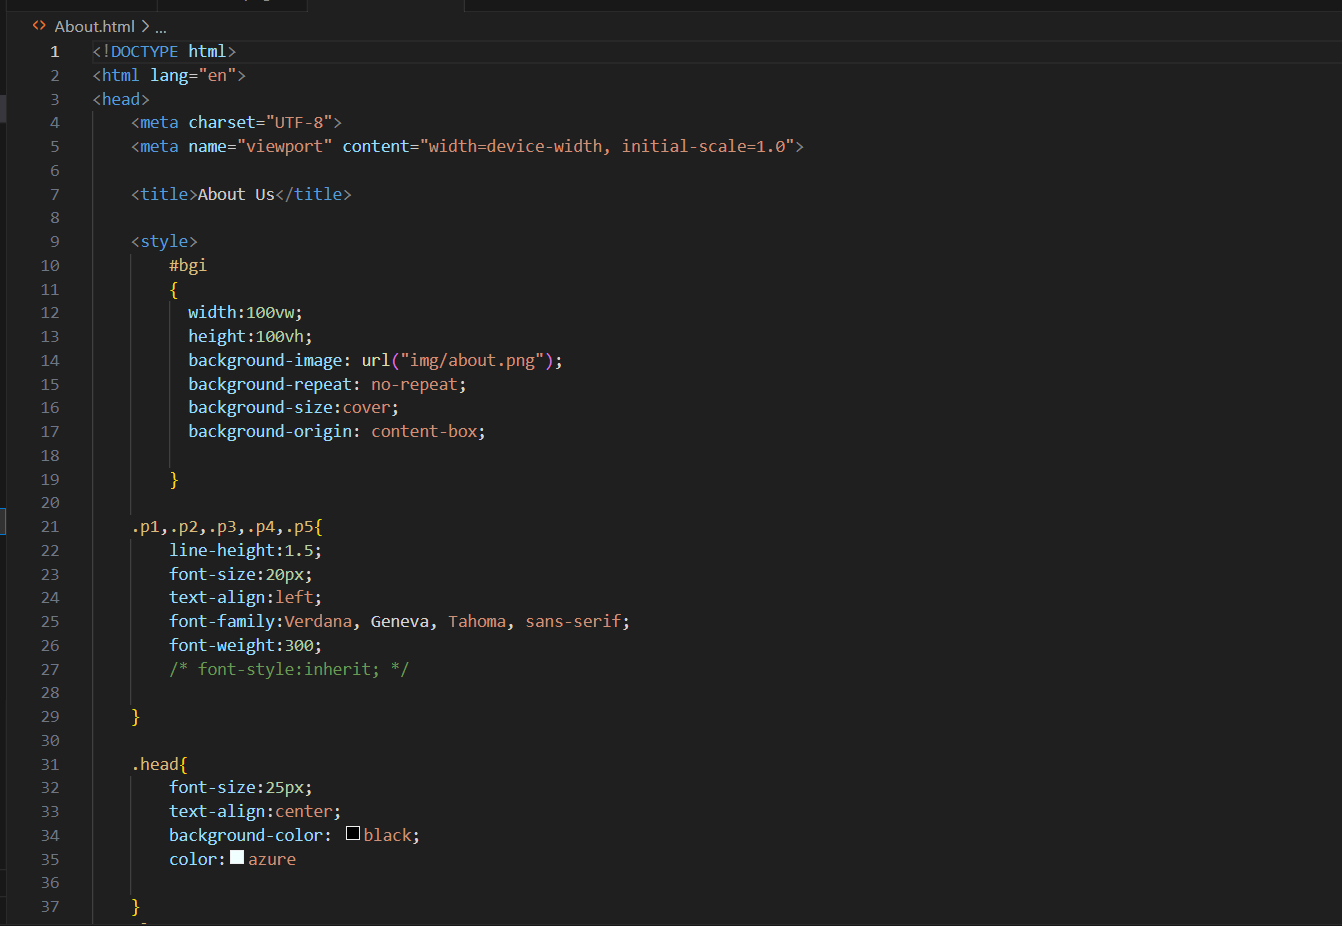 About.html > ...
1 <!DOCTYPE html>
2 <html lang="en">
3 <head>
4 <meta charset="UTF-8">
5 <meta name="viewport" content="width=device-width, initial-scale=1.0">
6
7 <title>About Us</title>
8
9 <style>
10 #bgi
11 {
12 width:100vw;
13 height:100vh;
14 background-image: url("img/about.png");
15 background-repeat: no-repeat;
16 background-size:cover;
17 background-origin: content-box;
18
19 }
20
21 .p1,.p2,.p3,.p4,.p5{
22 line-height:1.5;
23 font-size:20px;
24 text-align:left;
25 font-family:Verdana, Geneva, Tahoma, sans-serif;
26 font-weight:300;
27 /* font-style:inherit; */
28
29 }
30
31 .head{
32 font-size:25px;
33 text-align:center;
34 background-color: black;
35 color:azure
36
37 }